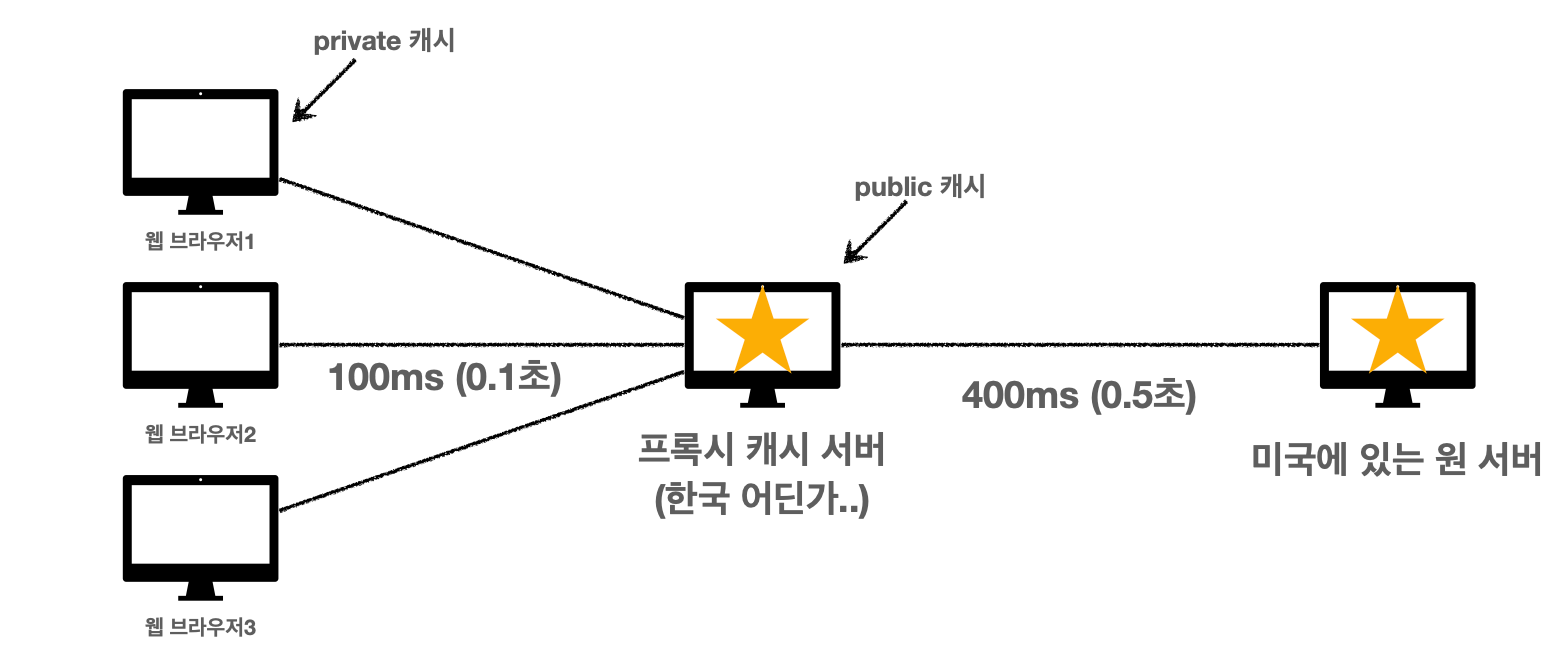 private 캐시
public 캐시
웹 브라우저1
100ms (0.1초)
400ms (0.5초)
웹 브라우저2
프록시 캐시 서버
(한국 어딘가..)
미국에 있는 원 서버
웹 브라우저3